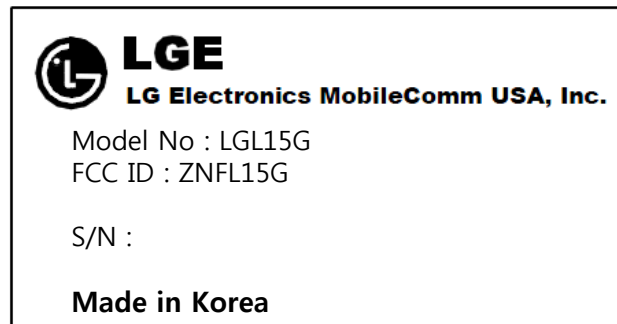 LGE
LG Electronics MobileComm USA, Inc.
Model No : LGL15G
FCC ID : ZNFL15G
S/N :
Made in Korea